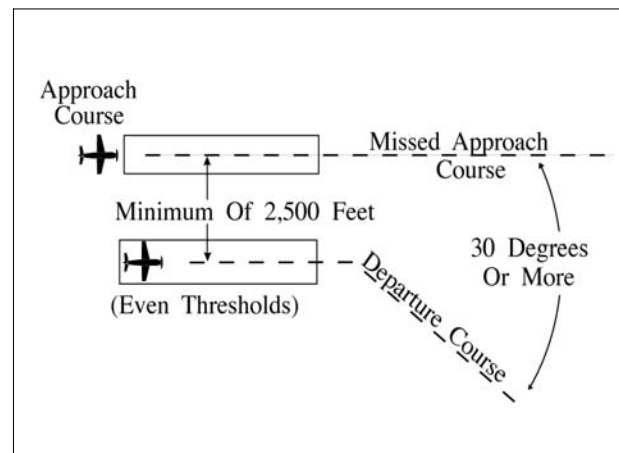 Approach
Course
Missed Approach
Course
Minimum Of 2,500 Feet
30 Degrees
Or More
Departure Course
(Even Thresholds)